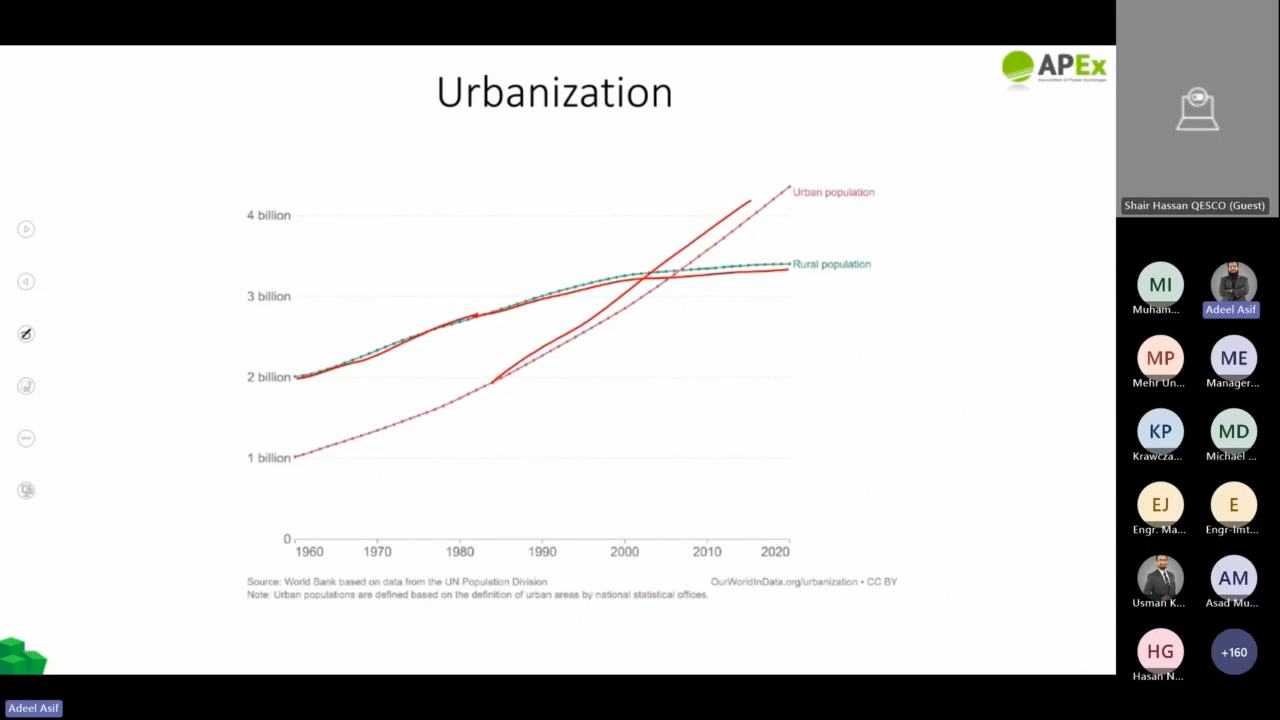 APEx
Association of Power Exchanges
Urbanization
Urban population
4 billion
Rural population
3 billion
2 billion
1 billion
0
1960 1970 1980 1990 2000 2010 2020
Source: World Bank based on data from the UN Population Division
OurWorldInData.org/urbanization • CC BY
Note: Urban populations are defined based on the definition of urban areas by national statistical offices.
Shair Hassan QESCO (Guest)
MI
Muham...
Adeel Asif
MP
Mehr Un...
ME
Manager...
KP
Krawcza...
MD
Michael ...
EJ
Engr. Ma...
E
Engr-Imt...
Usman K...
AM
Asad Mu...
HG
Hasan N...
+160
Adeel Asif